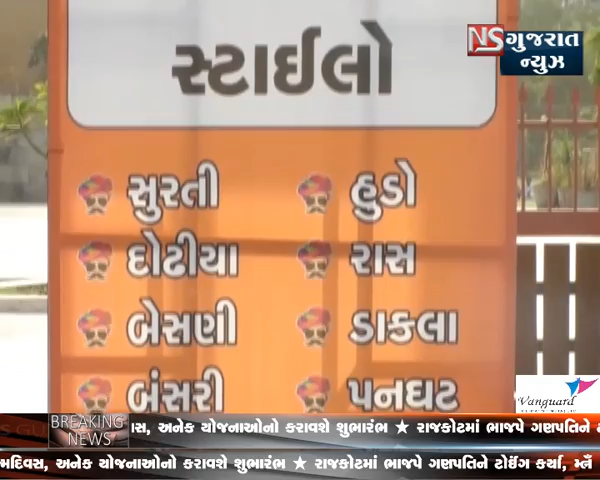 NS ગુજરાત
ન્યુઝ
સ્ટાઈલો
સુરતી હુડો
દોઢીયા રાસ
બેસણી ડાકલા
બંસરી પનઘટ
Vanguard
BREAKING
NEWS
ાસ, અનેક યોજનાઓનો કરાવશે શુભારંભ ★ રાજકોટમાં ભાજપે ગણપતિને
મદિવસ, અનેક યોજનાઓનો કરાવશે શુભારંભ ★ રાજકોટમાં ભાજપે ગણપતિને ટોઈંગ કર્યા,